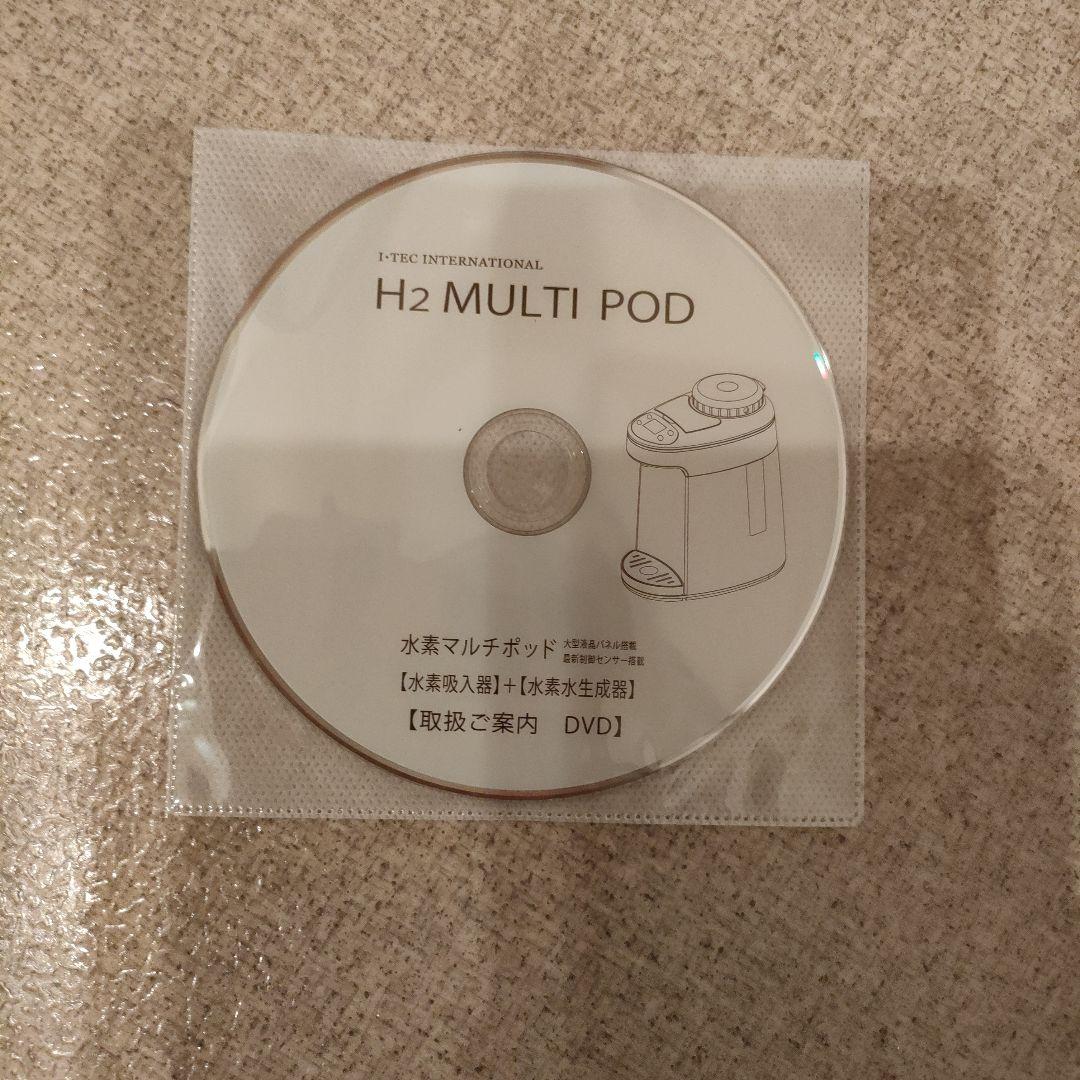 I・TEC INTERNATIONAL
H2 MULTI POD
水素マルチポッド 大型液晶パネル搭載
最新制御センサー搭載
【水素吸入器】+【水素水生成器】
【取扱ご案内 DVD】